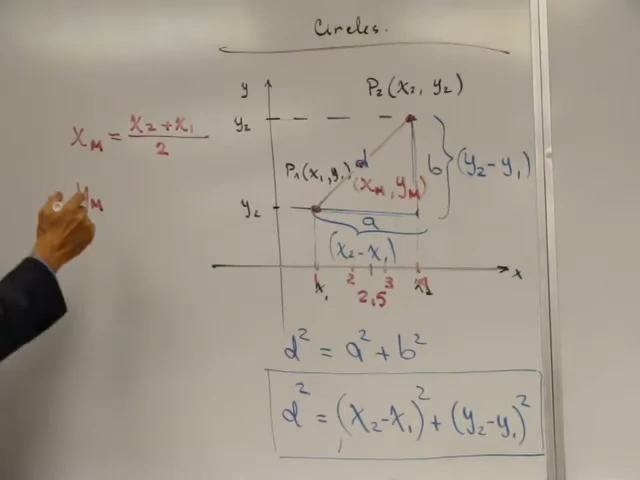 Circles.
y
P₂(x₂, y₂)
y₂
x_M = (x₂ + x₁)/2
P₁(x₁, y₁)
d
b
(y₂ - y₁)
(x_M, y_M)
y_M
y₂
a
(x₂ - x₁)
x
x₁
2
2,5
3
d² = a² + b²
d² = (x₂ - x₁)² + (y₂ - y₁)²